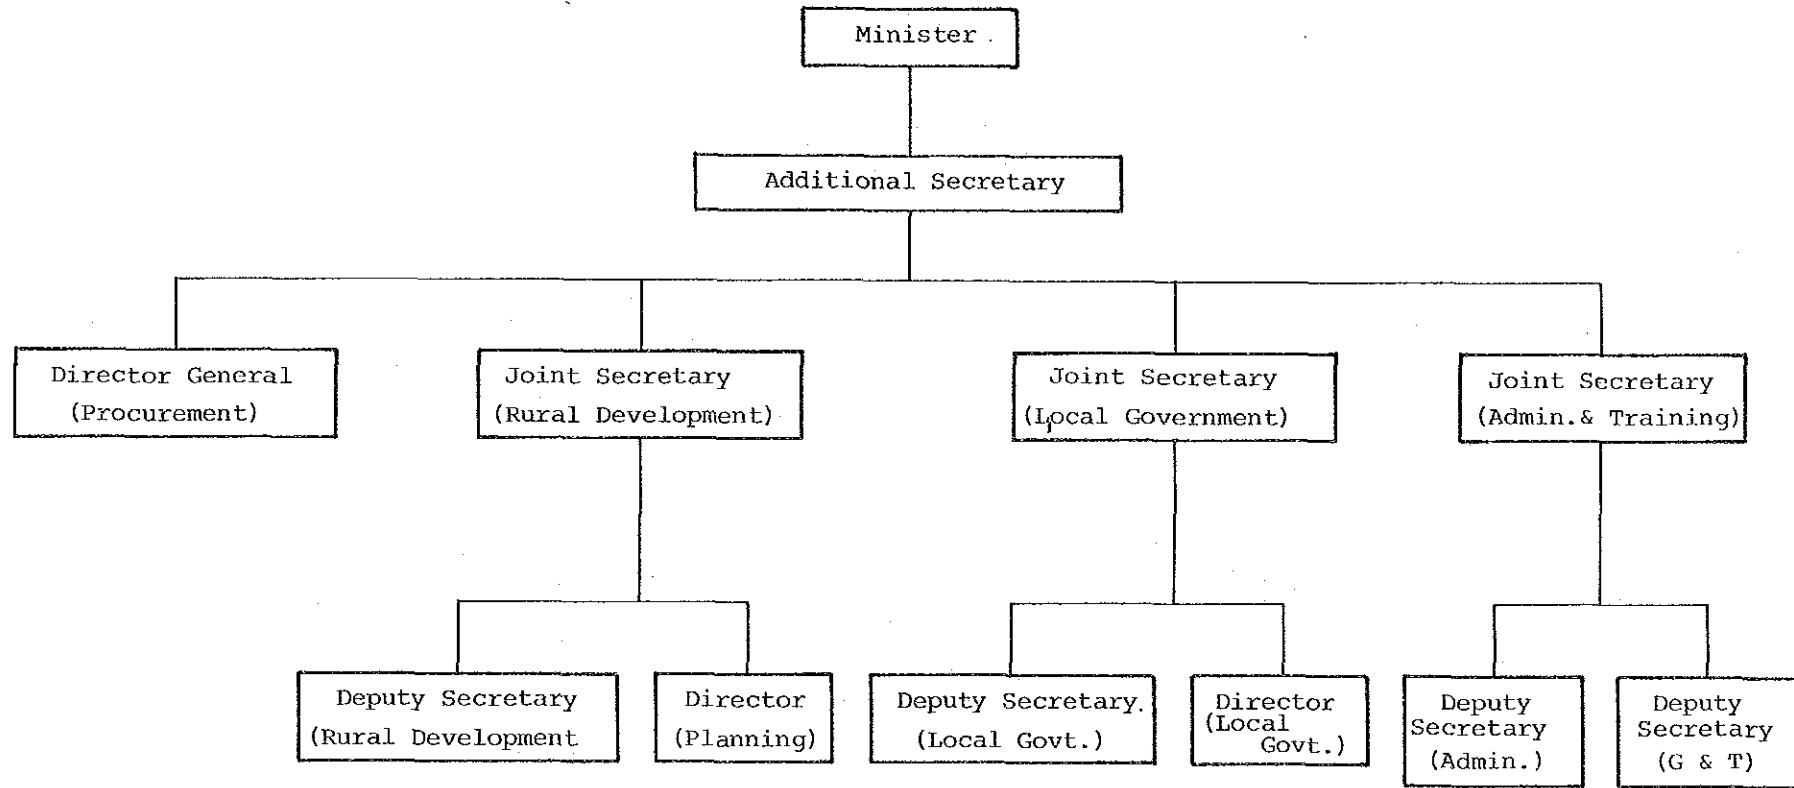 Minister
Additional Secretary
Director General
(Procurement)
Joint Secretary
(Rural Development)
Joint Secretary
(Local Government)
Joint Secretary
(Admin.& Training)
Deputy Secretary
(Rural Development
Director
(Planning)
Deputy Secretary.
(Local Govt.)
Director
(Local
Govt.)
Deputy
Secretary
(Admin.)
Deputy
Secretary
(G & T)